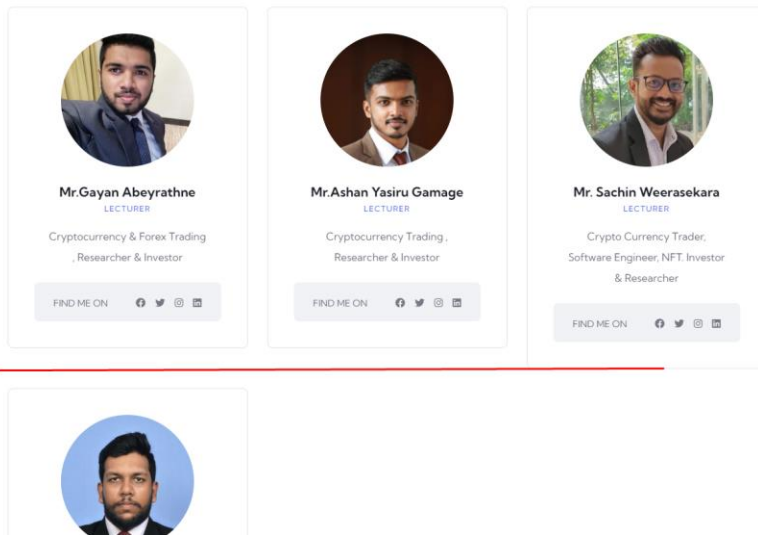 Mr.Gayan Abeyrathne
LECTURER
Cryptocurrency & Forex Trading
, Researcher & Investor
FIND ME ON
Mr.Ashan Yasiru Gamage
LECTURER
Cryptocurrency Trading ,
Researcher & Investor
FIND ME ON
Mr. Sachin Weerasekara
LECTURER
Crypto Currency Trader,
Software Engineer, NFT. Investor
& Researcher
FIND ME ON